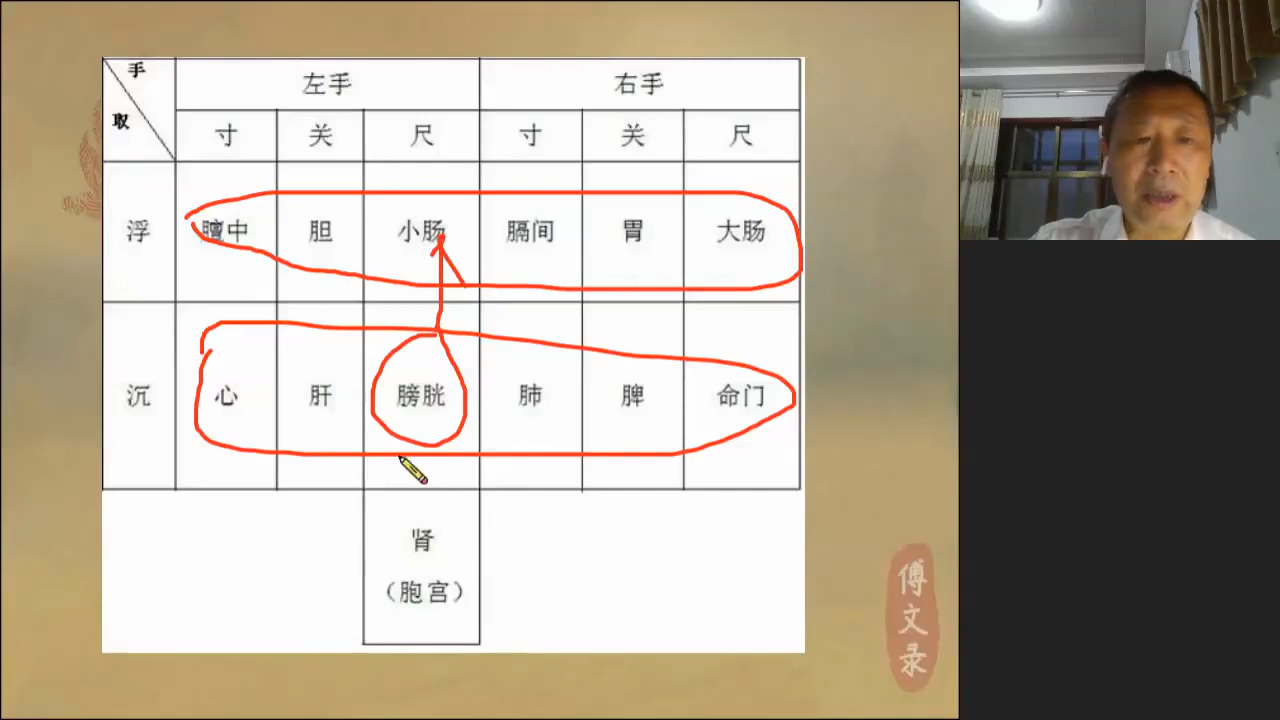 手
取
左手 右手
寸 关 尺 寸 关 尺
浮 膻中 胆 小肠 膈间 胃 大肠
沉 心 肝 膀胱 肺 脾 命门
肾
（胞宫）
傅文录